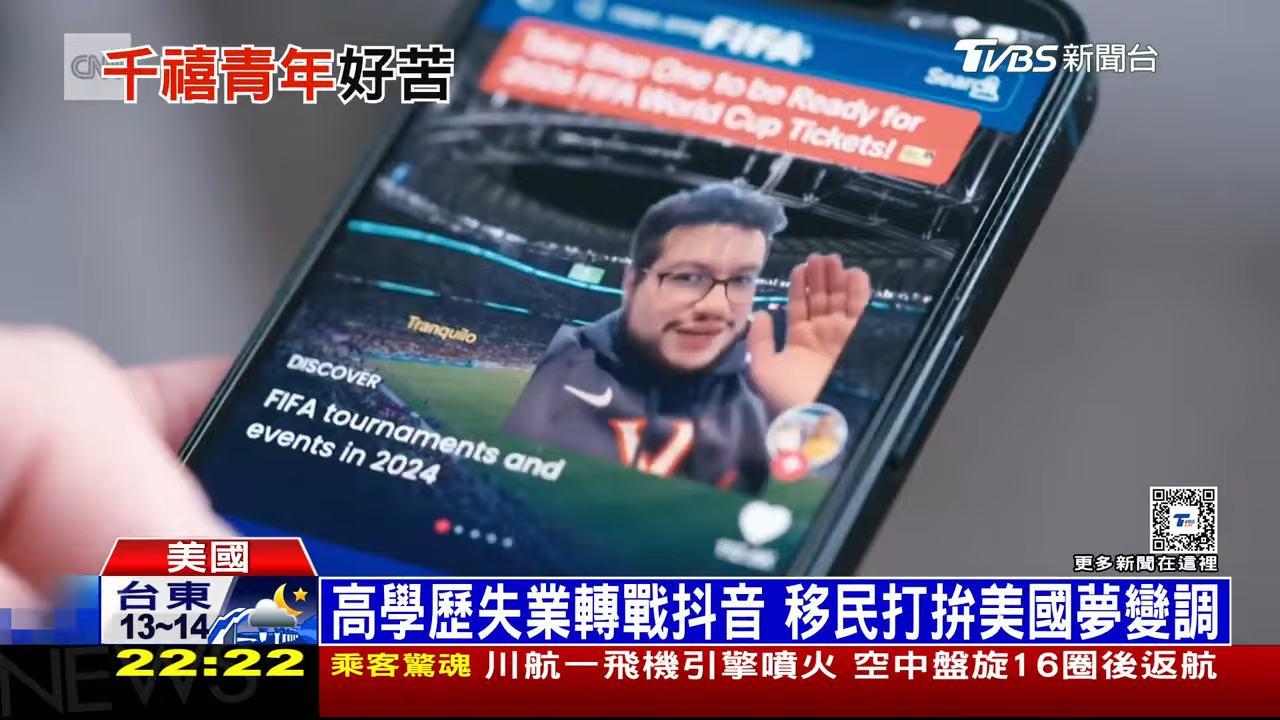 CN
千禧青年好苦
TVBS新聞台
FIFA
Search
Take Step One to be Ready for
2026 FIFA World Cup Tickets!
Tranquilo
DISCOVER
FIFA tournaments and
events in 2024
TVBS
更多新聞在這裡
美國
台東
13~14
高學歷失業轉戰抖音 移民打拚美國夢變調
22:22
乘客驚魂 川航一飛機引擎噴火 空中盤旋16圈後返航
NEWS